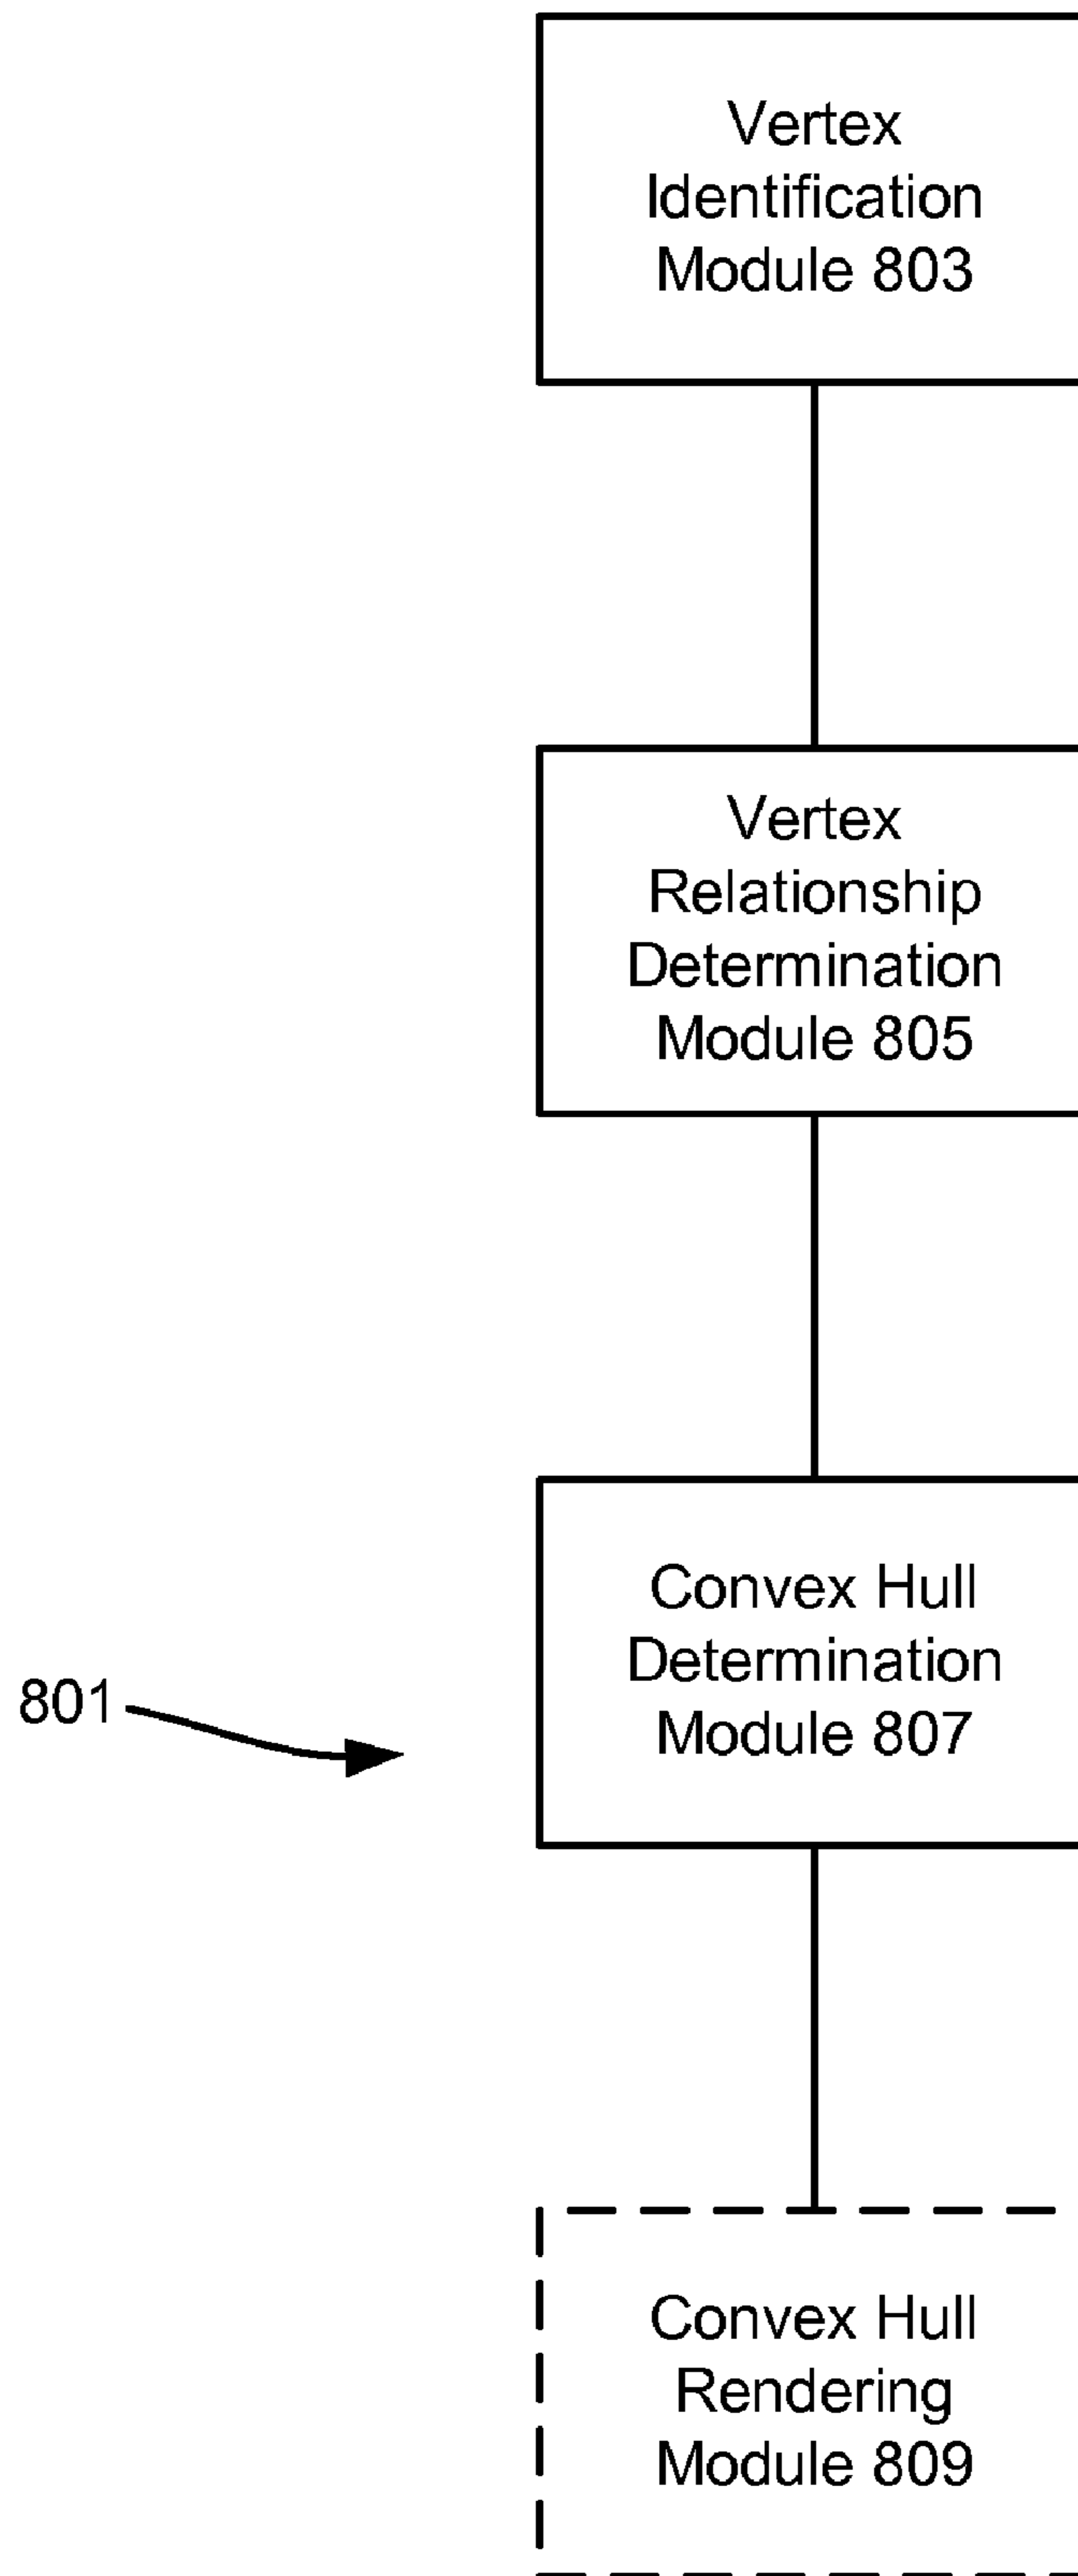 Vertex
Identification
Module 803
Vertex
Relationship
Determination
Module 805
Convex Hull
Determination
Module 807
801
Convex Hull
Rendering
Module 809